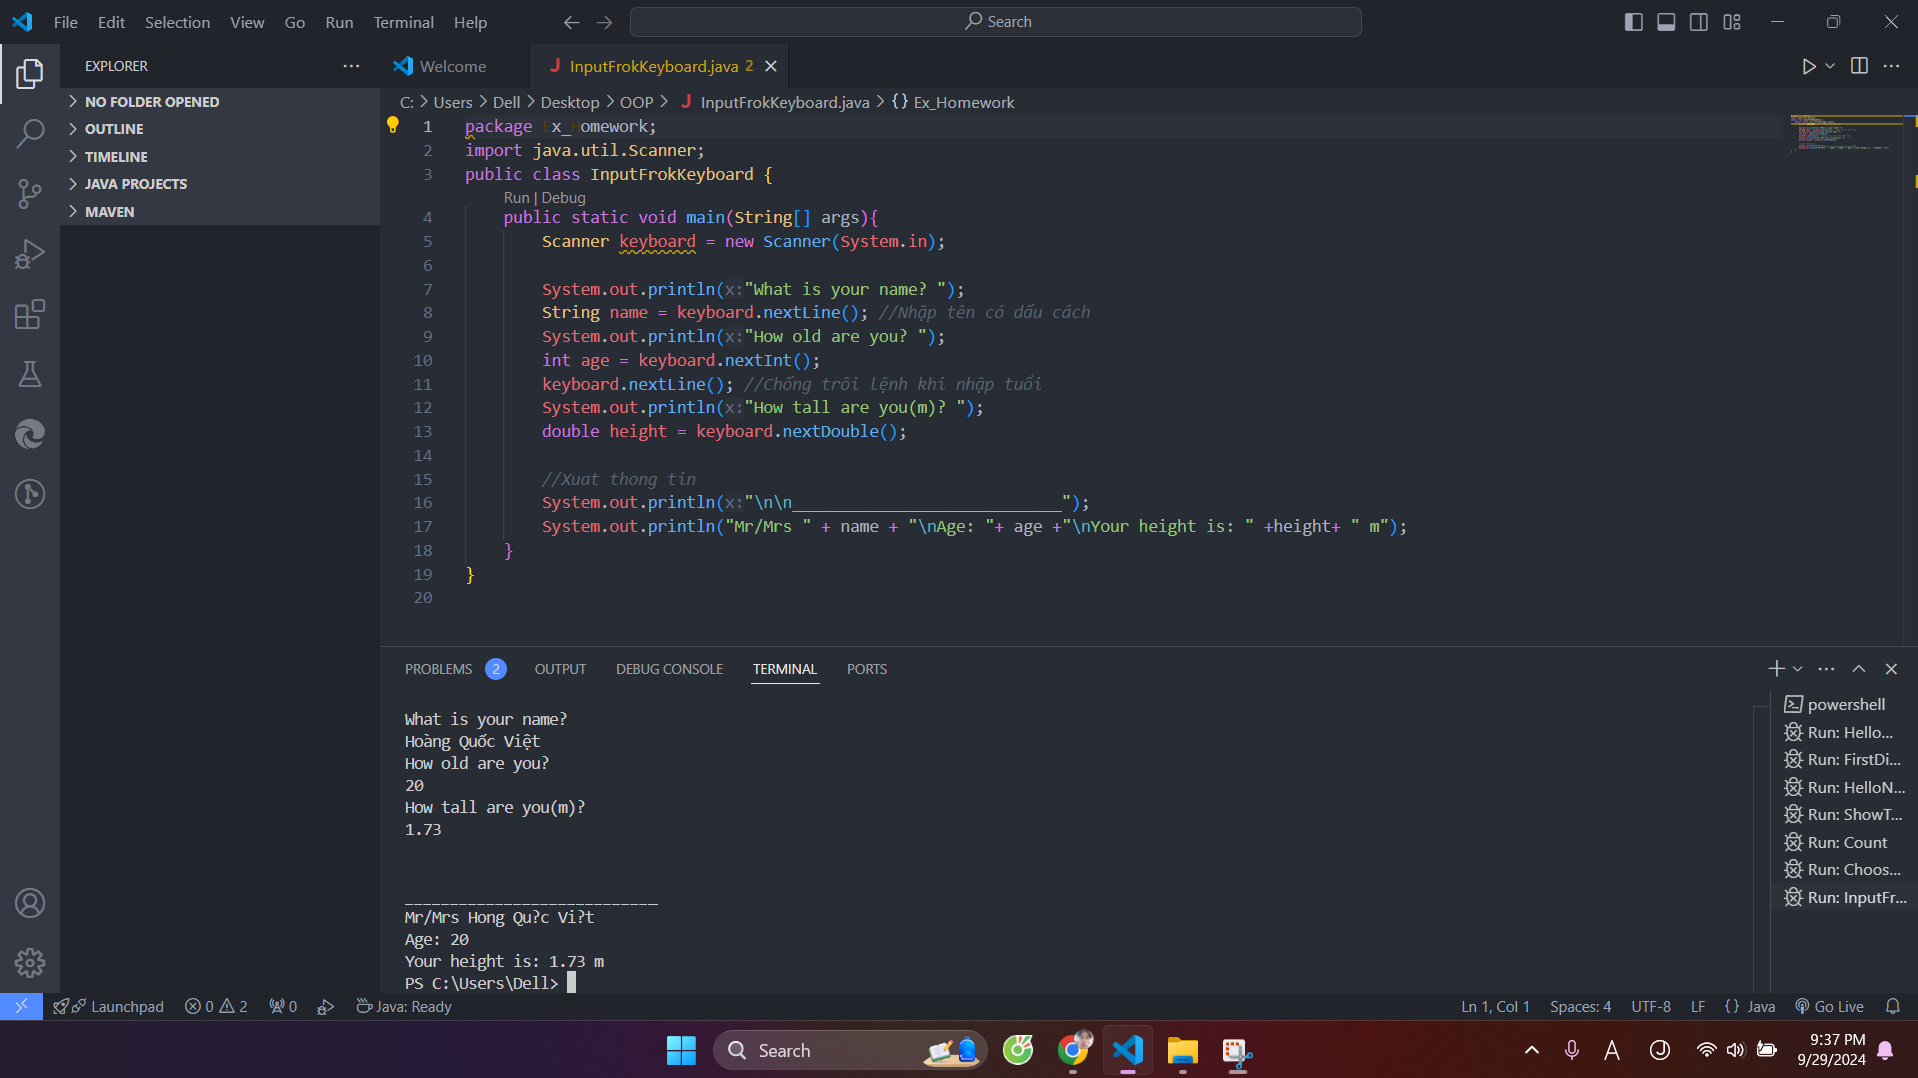 File Edit Selection View Go Run Terminal Help
Search
EXPLORER
NO FOLDER OPENED
OUTLINE
TIMELINE
JAVA PROJECTS
MAVEN
Welcome
J InputFrokKeyboard.java 2
C: > Users > Dell > Desktop > OOP > J InputFrokKeyboard.java > {} Ex_Homework
1 package Ex_Homework;
2 import java.util.Scanner;
3 public class InputFrokKeyboard {
Run | Debug
4 public static void main(String[] args){
5 Scanner keyboard = new Scanner(System.in);
6
7 System.out.println(x:"What is your name? ");
8 String name = keyboard.nextLine(); //Nhập tên có dấu cách
9 System.out.println(x:"How old are you? ");
10 int age = keyboard.nextInt();
11 keyboard.nextLine(); //Chống trôi lệnh khi nhập tuổi
12 System.out.println(x:"How tall are you(m)? ");
13 double height = keyboard.nextDouble();
14
15 //Xuat thong tin
16 System.out.println(x:"\n\n____________________________");
17 System.out.println("Mr/Mrs " + name + "\nAge: "+ age +"\nYour height is: " +height+ " m");
18 }
19 }
20
PROBLEMS 2 OUTPUT DEBUG CONSOLE TERMINAL PORTS
What is your name?
Hoàng Quốc Việt
How old are you?
20
How tall are you(m)?
1.73
____________________________
Mr/Mrs Hong Qu?c Vi?t
Age: 20
Your height is: 1.73 m
PS C:\Users\Dell>
powershell
Run: Hello...
Run: FirstDi...
Run: HelloN...
Run: ShowT...
Run: Count
Run: Choos...
Run: InputFr...
Launchpad 0 2 0 Java: Ready
Ln 1, Col 1 Spaces: 4 UTF-8 LF {} Java Go Live
Search
A
J
9:37 PM
9/29/2024